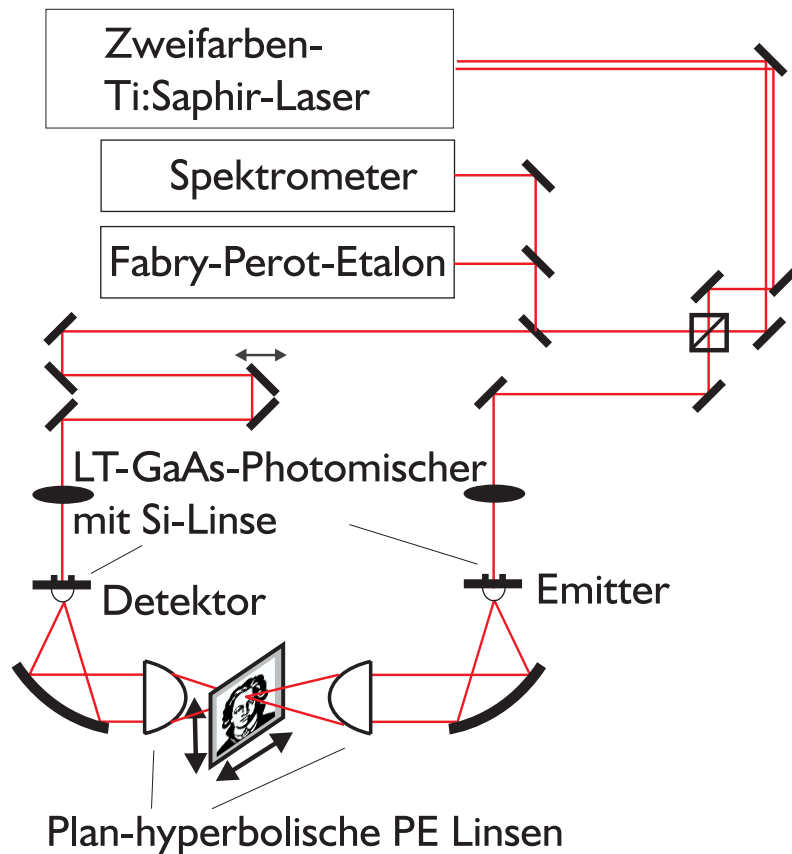 Zweifarben-
Ti:Saphir-Laser
Spektrometer
Fabry-Perot-Etalon
LT-GaAs-Photomischer
mit Si-Linse
Detektor
Emitter
Plan-hyperbolische PE Linsen